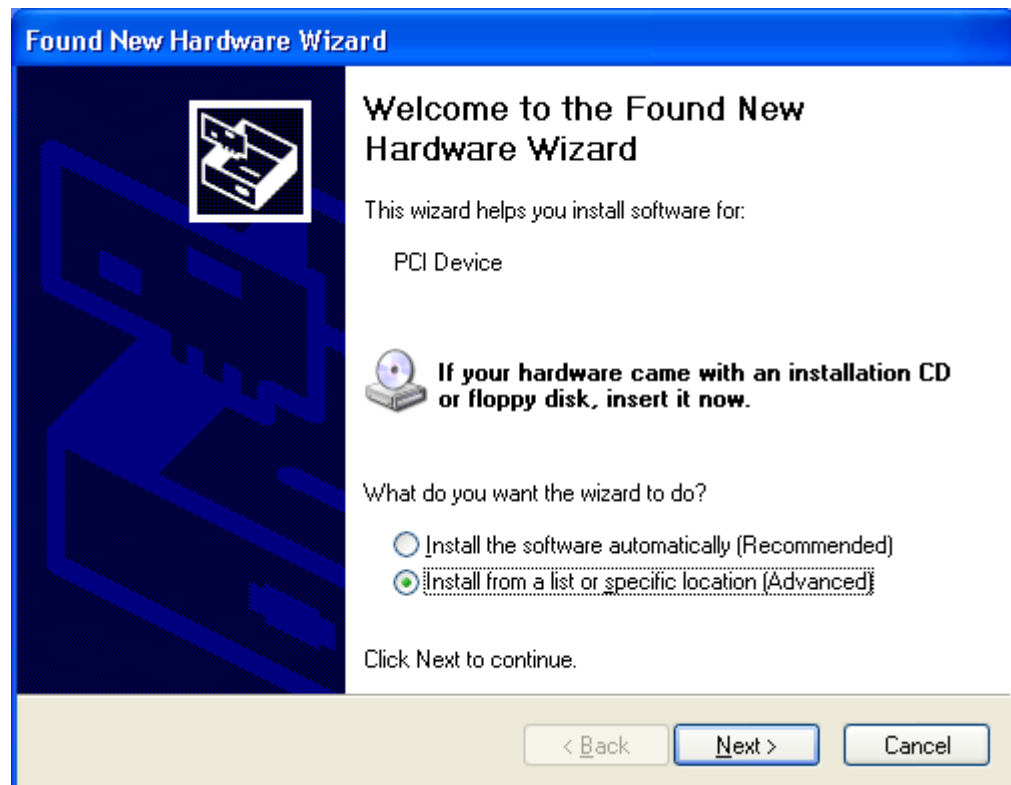 Found New Hardware Wizard
Welcome to the Found New
Hardware Wizard
This wizard helps you install software for:
PCI Device
If your hardware came with an installation CD
or floppy disk, insert it now.
What do you want the wizard to do?
Install the software automatically (Recommended)
Install from a list or specific location (Advanced)
Click Next to continue.
< Back
Next >
Cancel